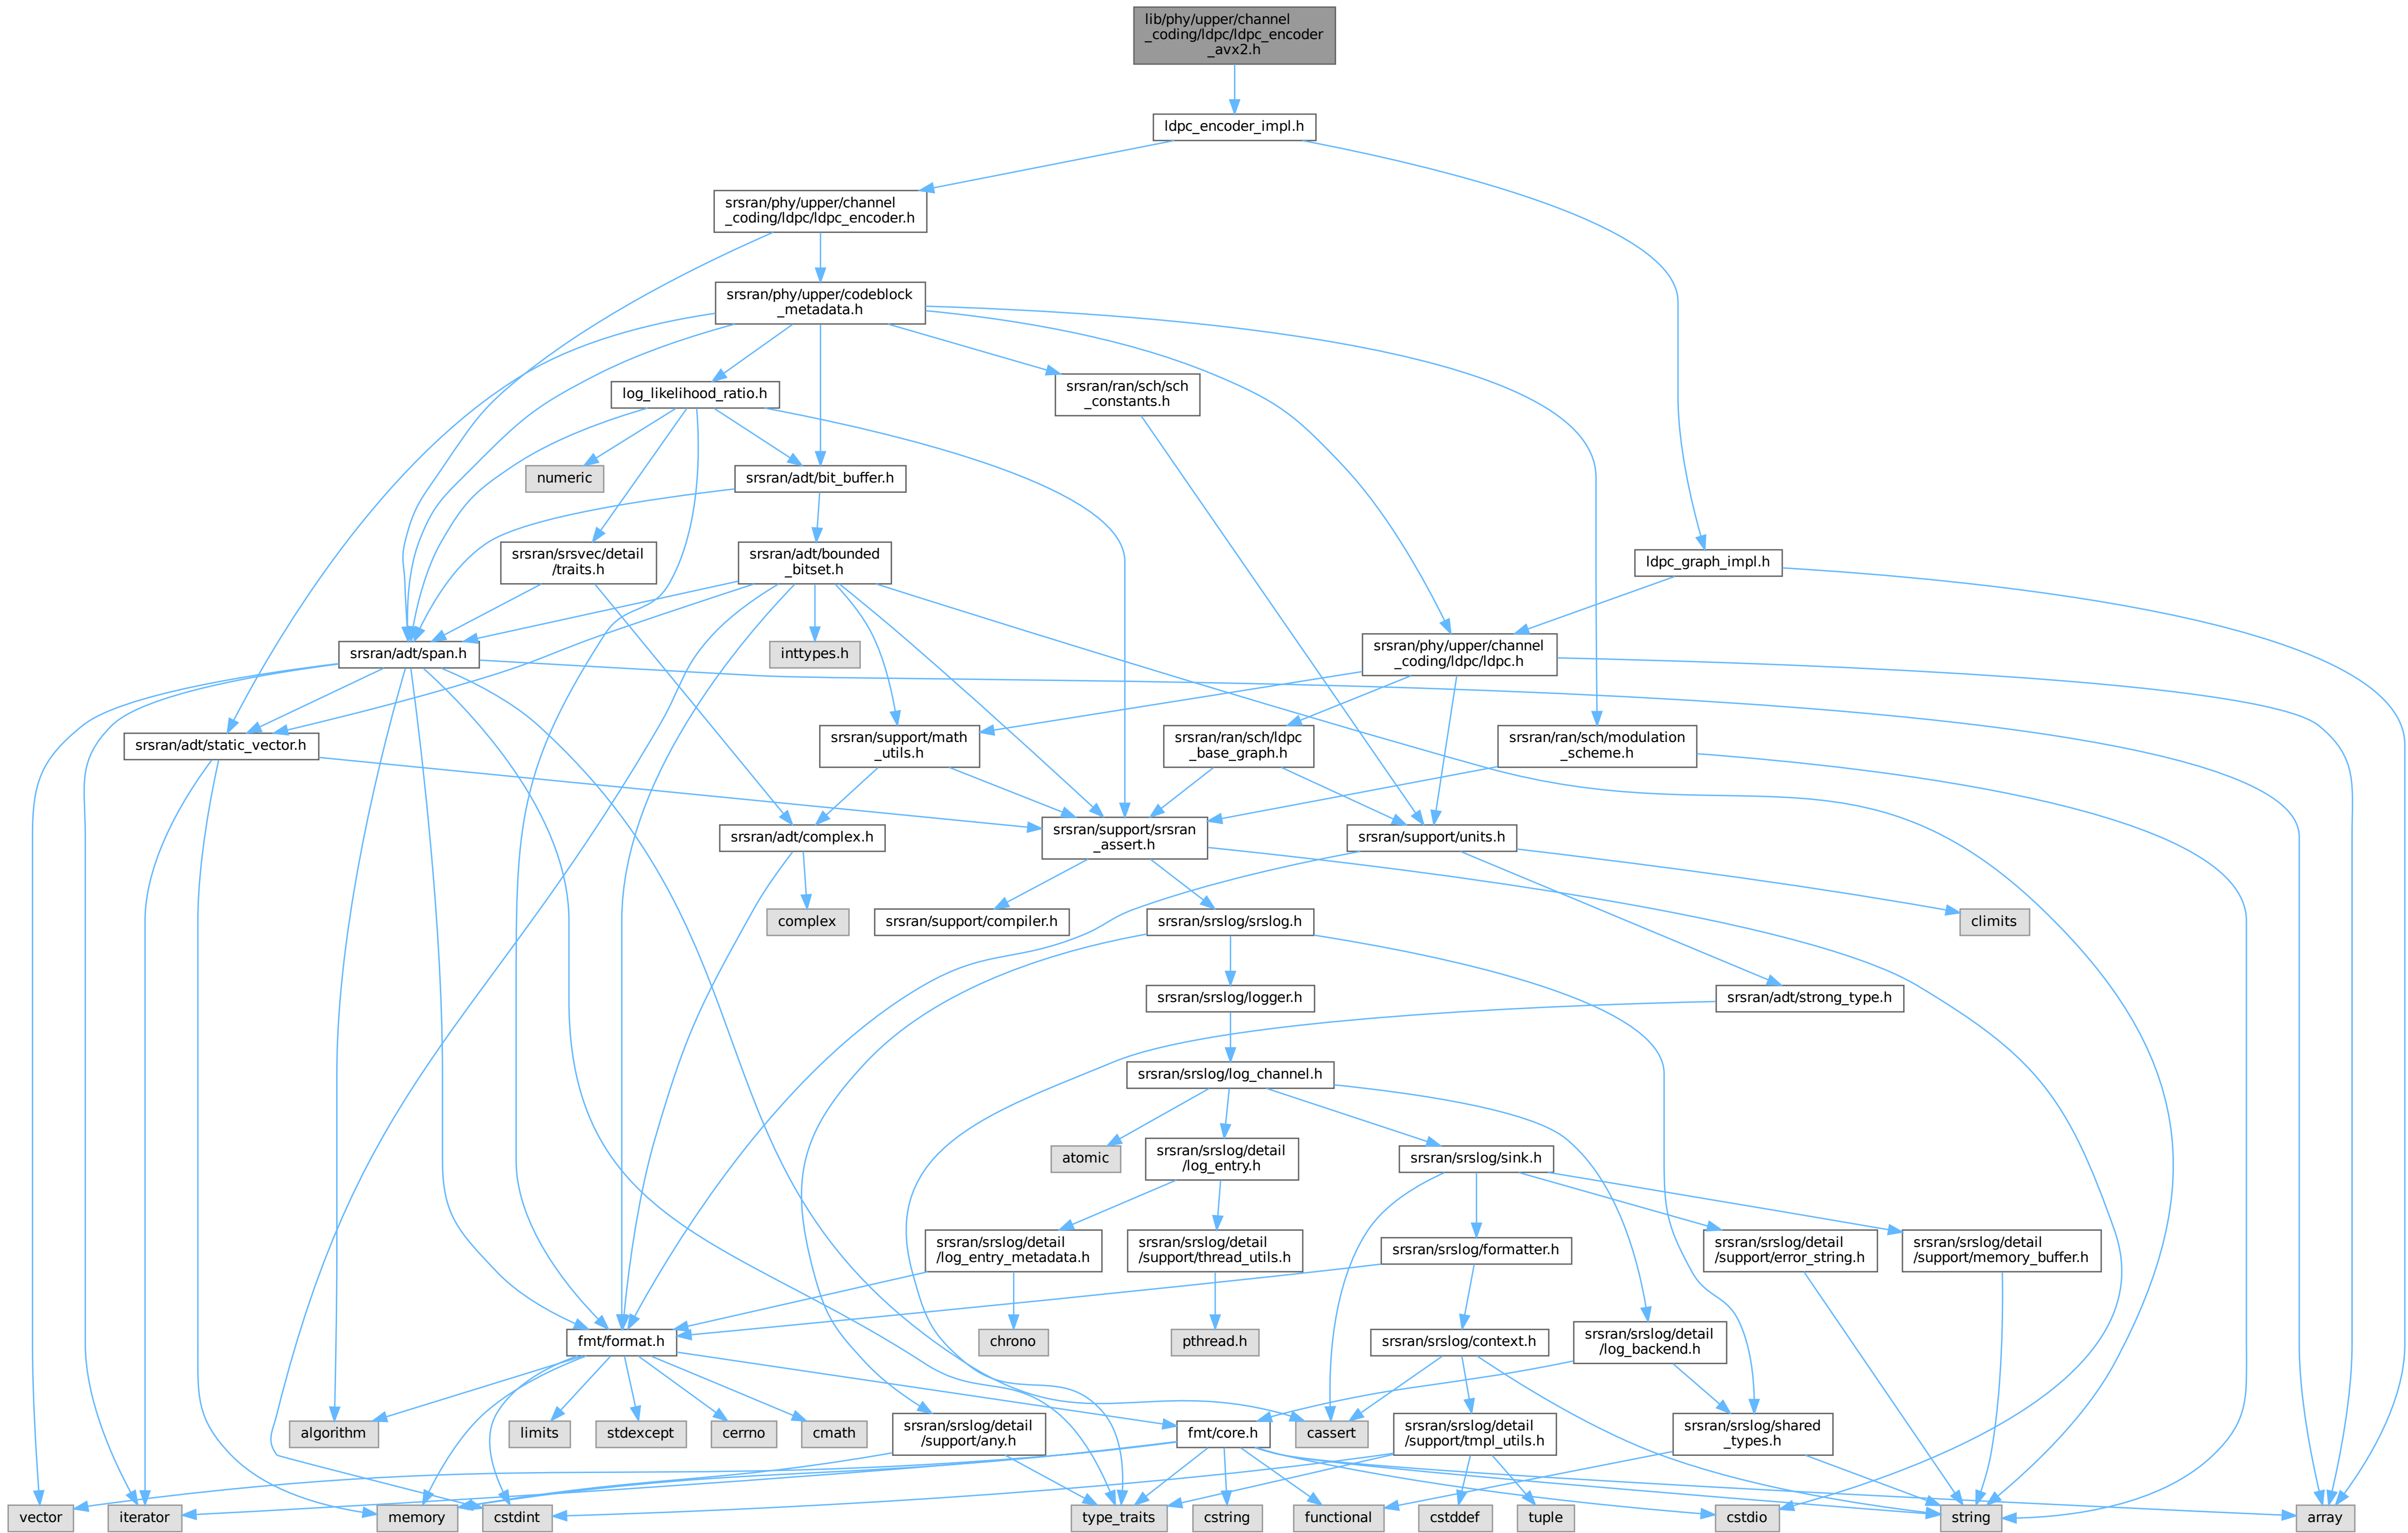 lib/phy/upper/channel
_coding/ldpc/ldpc_encoder
_avx2.h
ldpc_encoder_impl.h
srsran/phy/upper/channel
_coding/ldpc/ldpc_encoder.h
srsran/phy/upper/codeblock
_metadata.h
log_likelihood_ratio.h
srsran/ran/sch/sch
_constants.h
numeric
srsran/adt/bit_buffer.h
srsran/srsvec/detail
/traits.h
srsran/adt/bounded
_bitset.h
ldpc_graph_impl.h
srsran/adt/span.h
inttypes.h
srsran/phy/upper/channel
_coding/ldpc/ldpc.h
srsran/adt/static_vector.h
srsran/support/math
_utils.h
srsran/ran/sch/ldpc
_base_graph.h
srsran/ran/sch/modulation
_scheme.h
srsran/adt/complex.h
srsran/support/srsran
_assert.h
srsran/support/units.h
complex
srsran/support/compiler.h
srsran/srslog/srslog.h
climits
srsran/srslog/logger.h
srsran/adt/strong_type.h
srsran/srslog/log_channel.h
atomic
srsran/srslog/detail
/log_entry.h
srsran/srslog/sink.h
srsran/srslog/detail
/log_entry_metadata.h
srsran/srslog/detail
/support/thread_utils.h
srsran/srslog/formatter.h
srsran/srslog/detail
/support/error_string.h
srsran/srslog/detail
/support/memory_buffer.h
fmt/format.h
chrono
pthread.h
srsran/srslog/context.h
srsran/srslog/detail
/log_backend.h
algorithm
limits
stdexcept
cerrno
cmath
srsran/srslog/detail
/support/any.h
fmt/core.h
cassert
srsran/srslog/detail
/support/tmpl_utils.h
srsran/srslog/shared
_types.h
vector
iterator
memory
cstdint
type_traits
cstring
functional
cstddef
tuple
cstdio
string
array